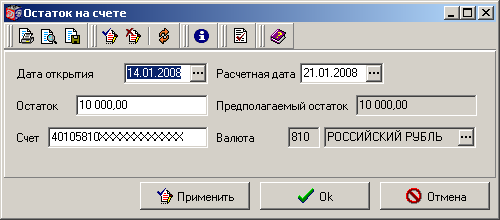 Остаток на счете
Дата открытия 14.01.2008 ... Расчетная дата 21.01.2008 ...
Остаток 10 000,00 Предполагаемый остаток 10 000,00
Счет 40105810XXXXXXXXXXXX Валюта 810 РОССИЙСКИЙ РУБЛЬ ...
Применить Ok Отмена